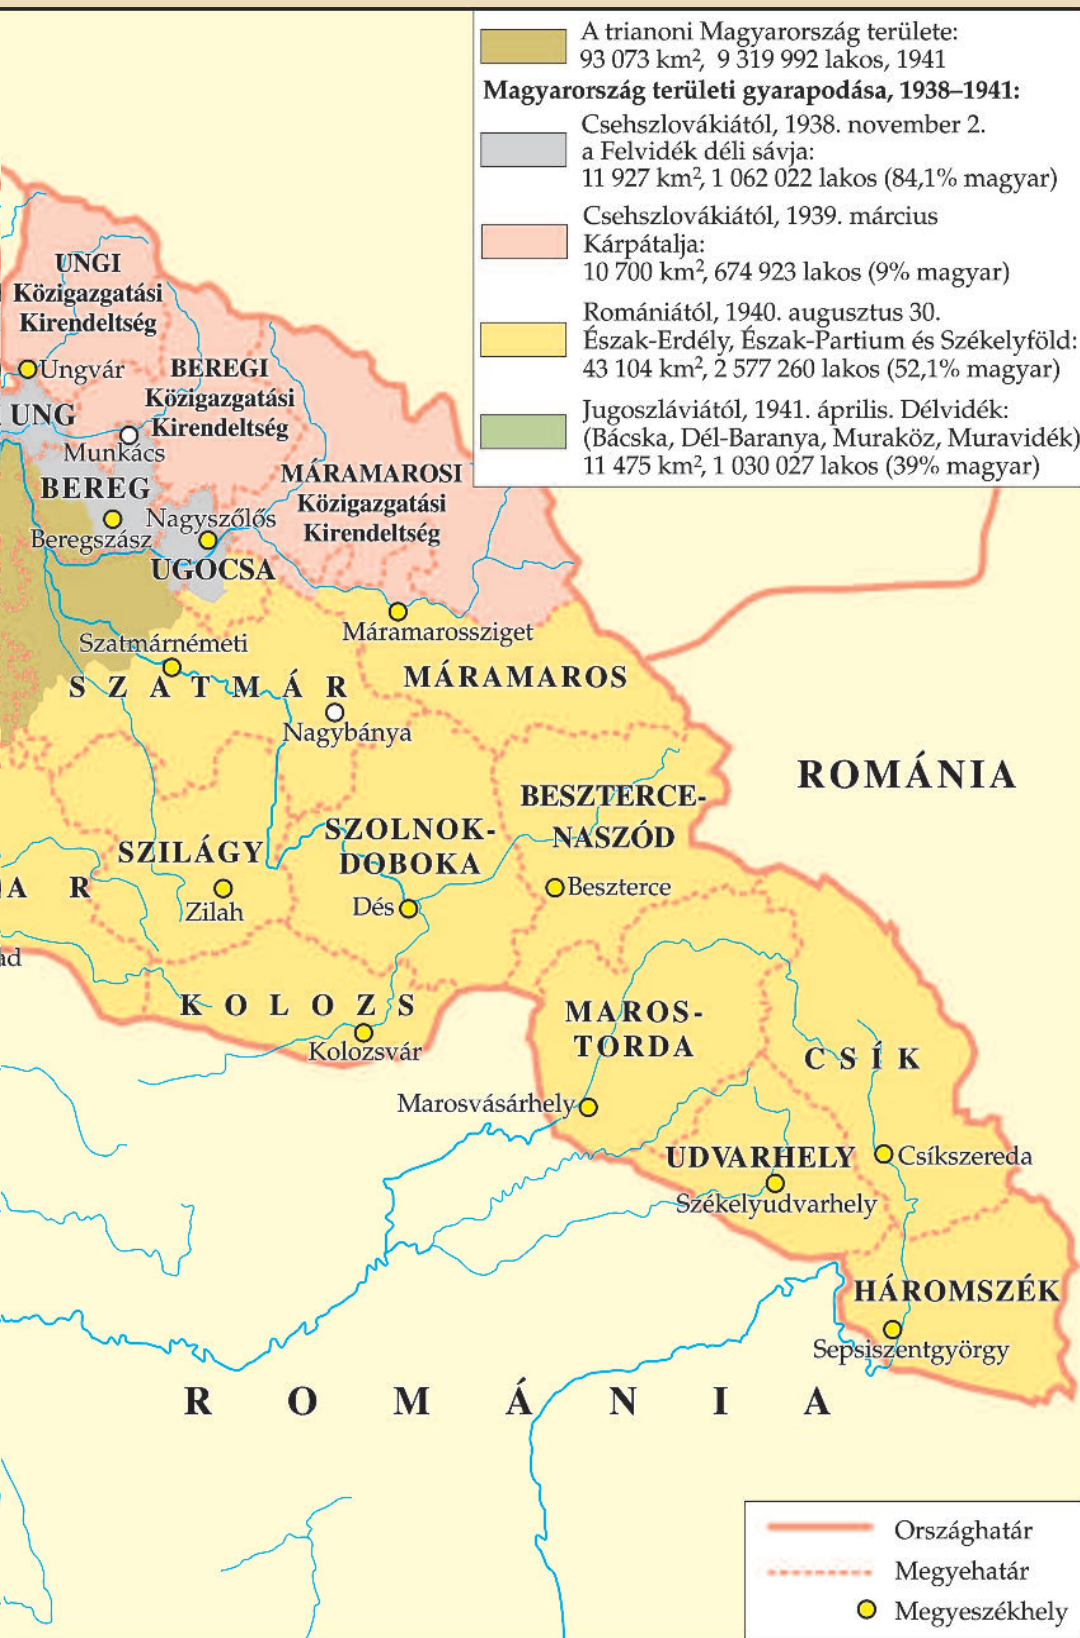 A trianoni Magyarország területe:
93 073 km², 9 319 992 lakos, 1941
Magyarország területi gyarapodása, 1938–1941:
Csehszlovákiától, 1938. november 2.
a Felvidék déli sávja:
11 927 km², 1 062 022 lakos (84,1% magyar)
Csehszlovákiától, 1939. március
Kárpátalja:
10 700 km², 674 923 lakos (9% magyar)
Romániától, 1940. augusztus 30.
Észak-Erdély, Észak-Partium és Székelyföld:
43 104 km², 2 577 260 lakos (52,1% magyar)
Jugoszláviától, 1941. április. Délvidék:
(Bácska, Dél-Baranya, Muraköz, Muravidék)
11 475 km², 1 030 027 lakos (39% magyar)
UNGI
Közigazgatási
Kirendeltség
Ungvár
BEREGI
Közigazgatási
Kirendeltség
UNG
Munkács
MÁRAMAROSI
Közigazgatási
Kirendeltség
BEREG
Nagyszőlős
Beregszász
UGOCSA
Máramarossziget
Szatmárnémeti
MÁRAMAROS
SZATMÁR
Nagybánya
ROMÁNIA
BESZTERCE-
NASZÓD
SZOLNOK-
DOBOKA
SZILÁGY
A R
Beszterce
Dés
Zilah
ad
KOLOZS
MAROS-
TORDA
Kolozsvár
CSÍK
Marosvásárhely
UDVARHELY
Csíkszereda
Székelyudvarhely
HÁROMSZÉK
Sepsiszentgyörgy
ROMÁNIA
Országhatár
Megyehatár
Megyeszékhely